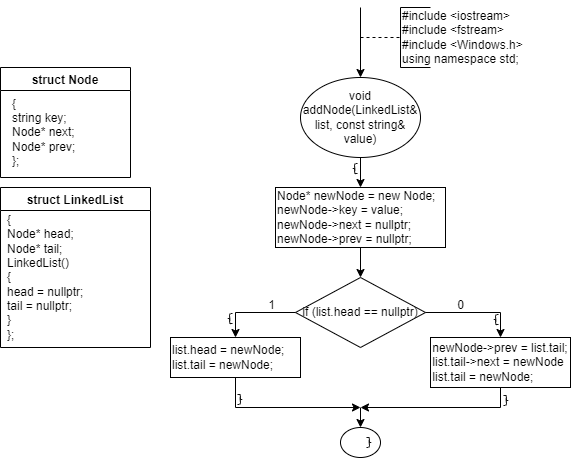 #include <iostream>
#include <fstream>
#include <Windows.h>
using namespace std;
struct Node
{
string key;
Node* next;
Node* prev;
};
struct LinkedList
{
Node* head;
Node* tail;
LinkedList()
{
head = nullptr;
tail = nullptr;
}
};
void
addNode(LinkedList&
list, const string&
value)
{
Node* newNode = new Node;
newNode->key = value;
newNode->next = nullptr;
newNode->prev = nullptr;
if (list.head == nullptr)
1
{
list.head = newNode;
list.tail = newNode;
}
0
{
newNode->prev = list.tail;
list.tail->next = newNode
list.tail = newNode;
}
}